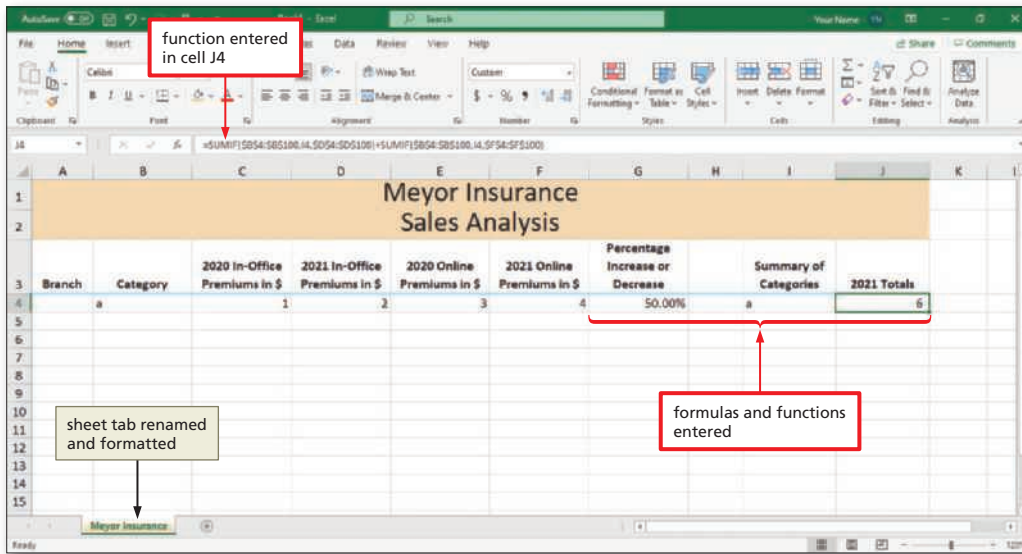 AutoSave
Excel
Search
Your Name YN
File Home Insert Data Review View Help
Share Comments
function entered
in cell J4
Calibri
Wrap Text
Custom
Merge & Center
Conditional Formatting Format as Table Cell Styles
Insert Delete Format
Sort & Filter Find & Select
Analyze Data
Clipboard Font Alignment Number Styles Cells Editing Analysis
J4 fx =SUMIF($B$4:$B$100,I4,$D$4:$D$100)+SUMIF($B$4:$B$100,I4,$F$4:$F$100)
A B C D E F G H I J K
1 Meyor Insurance
2 Sales Analysis
3 Branch Category 2020 In-Office Premiums in $ 2021 In-Office Premiums in $ 2020 Online Premiums in $ 2021 Online Premiums in $ Percentage Increase or Decrease Summary of Categories 2021 Totals
4 a 1 2 3 4 50.00% a 6
5
6
7
8
9
10
11
12
13
14
15
formulas and functions
entered
sheet tab renamed
and formatted
Meyor Insurance
Ready